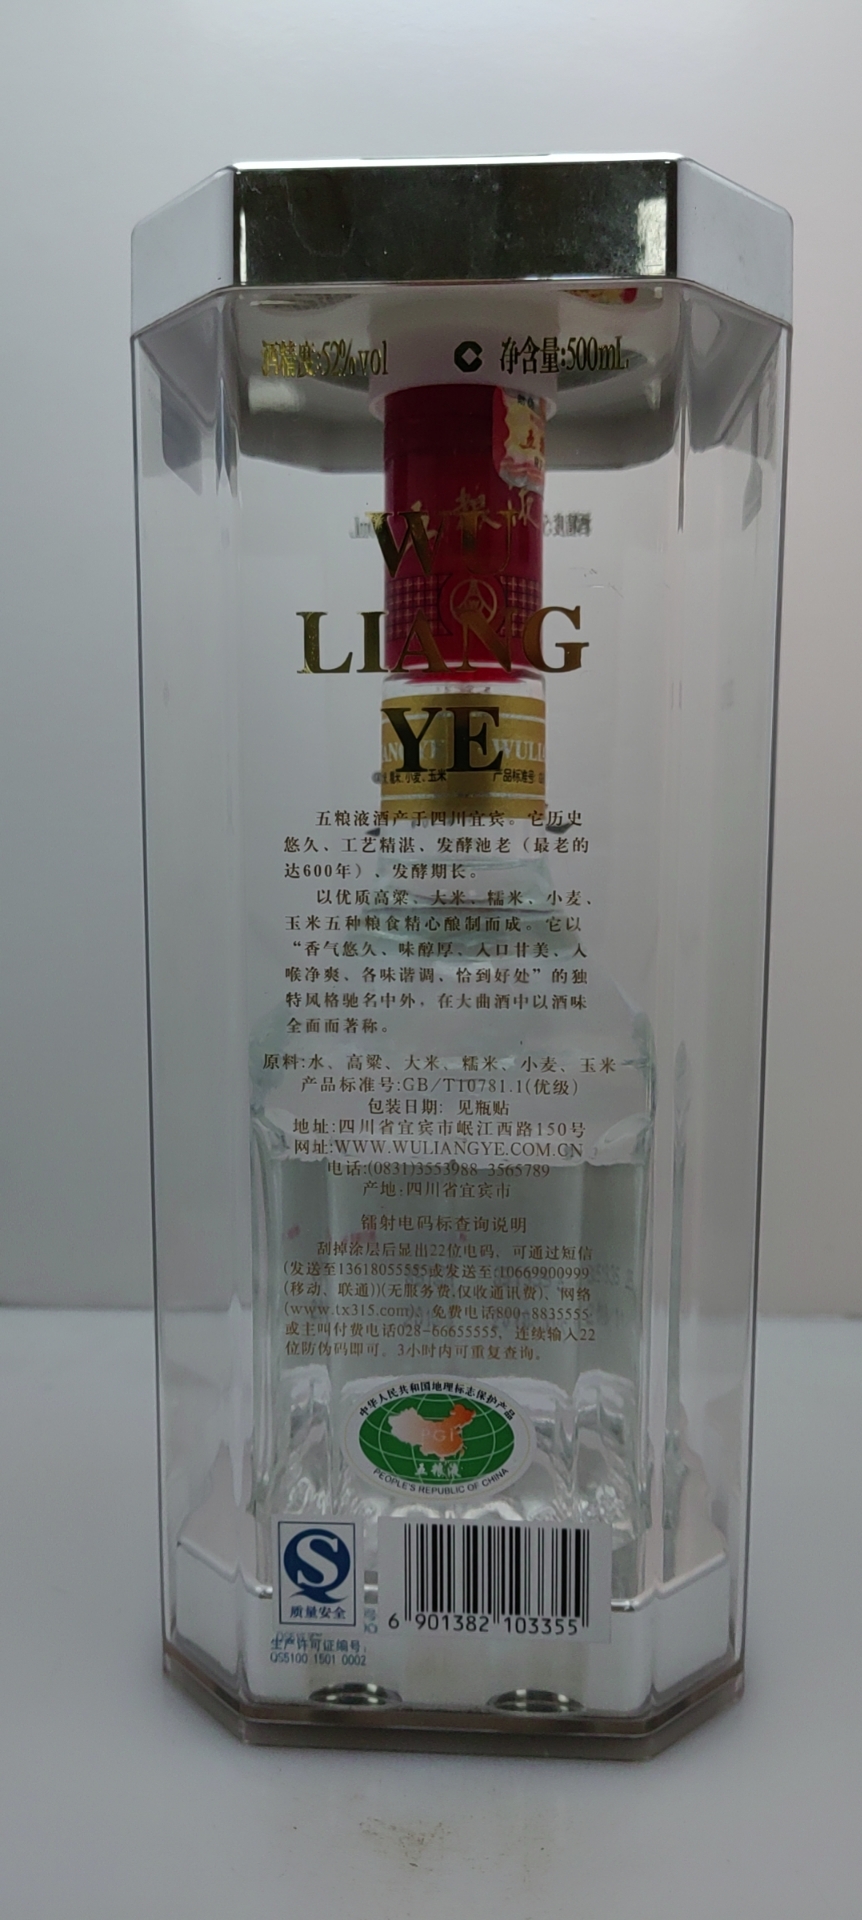 酒精度:52%vol 净含量:500mL
WU
LIANG
YE
五粮液酒产于四川宜宾。它历史
悠久、工艺精湛、发酵池老（最老的
达600年）、发酵期长。
以优质高粱、大米、糯米、小麦、
玉米五种粮食精心酿制而成。它以
“香气悠久、味醇厚、入口甘美、入
喉净爽、各味谐调、恰到好处”的独
特风格驰名中外，在大曲酒中以酒味
全面而著称。
原料:水、高粱、大米、糯米、小麦、玉米
产品标准号:GB/T10781.1(优级)
包装日期: 见瓶贴
地址:四川省宜宾市岷江西路150号
网址:WWW.WULIANGYE.COM.CN
电话:(0831)3553988 3565789
产地:四川省宜宾市
镭射电码标查询说明
刮掉涂层后显出22位电码，可通过短信
(发送至13618055555或发送至:10669900999
(移动、联通))(无服务费,仅收通讯费)、网络
(www.tx315.com)、免费电话800-8835555
或主叫付费电话028-66655555，连续输入22
位防伪码即可。3小时内可重复查询。
中华人民共和国地理标志保护产品
PGI
五粮液
PEOPLE'S REPUBLIC OF CHINA
质量安全
生产许可证编号:
QS5100 1501 0002
6 901382 103355